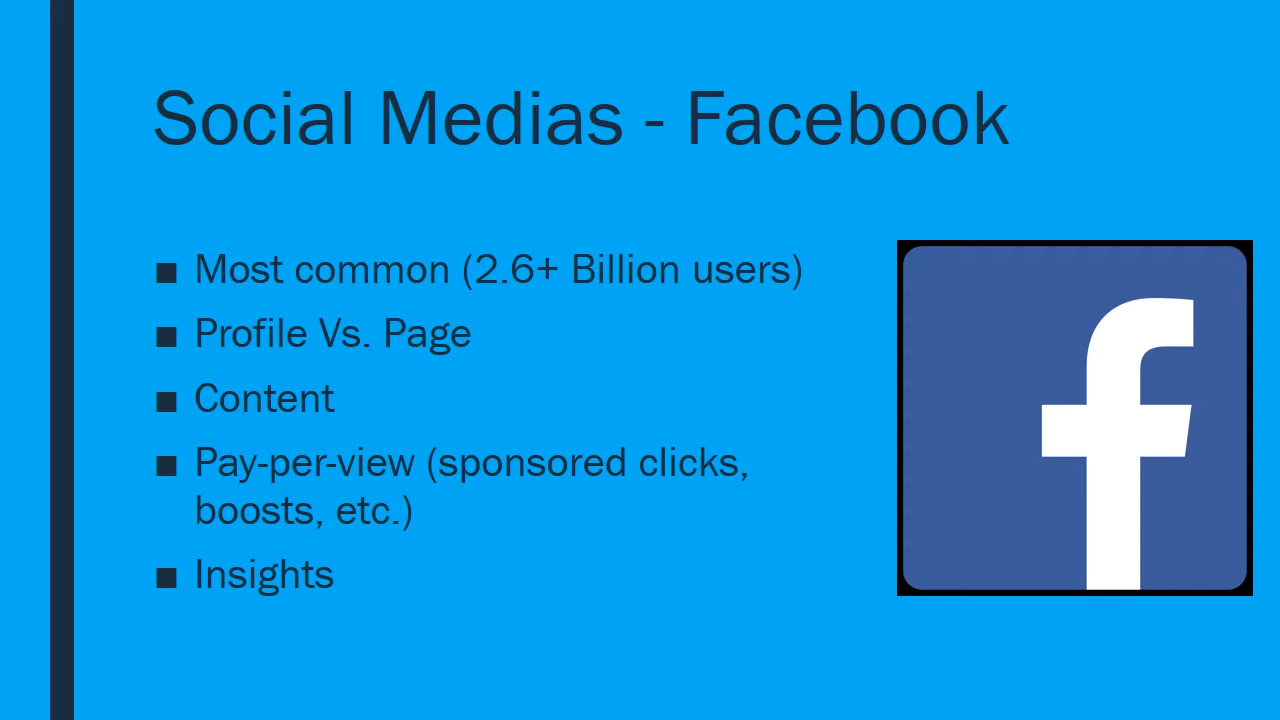 Social Medias - Facebook
■ Most common (2.6+ Billion users)
■ Profile Vs. Page
■ Content
■ Pay-per-view (sponsored clicks,
boosts, etc.)
■ Insights
f